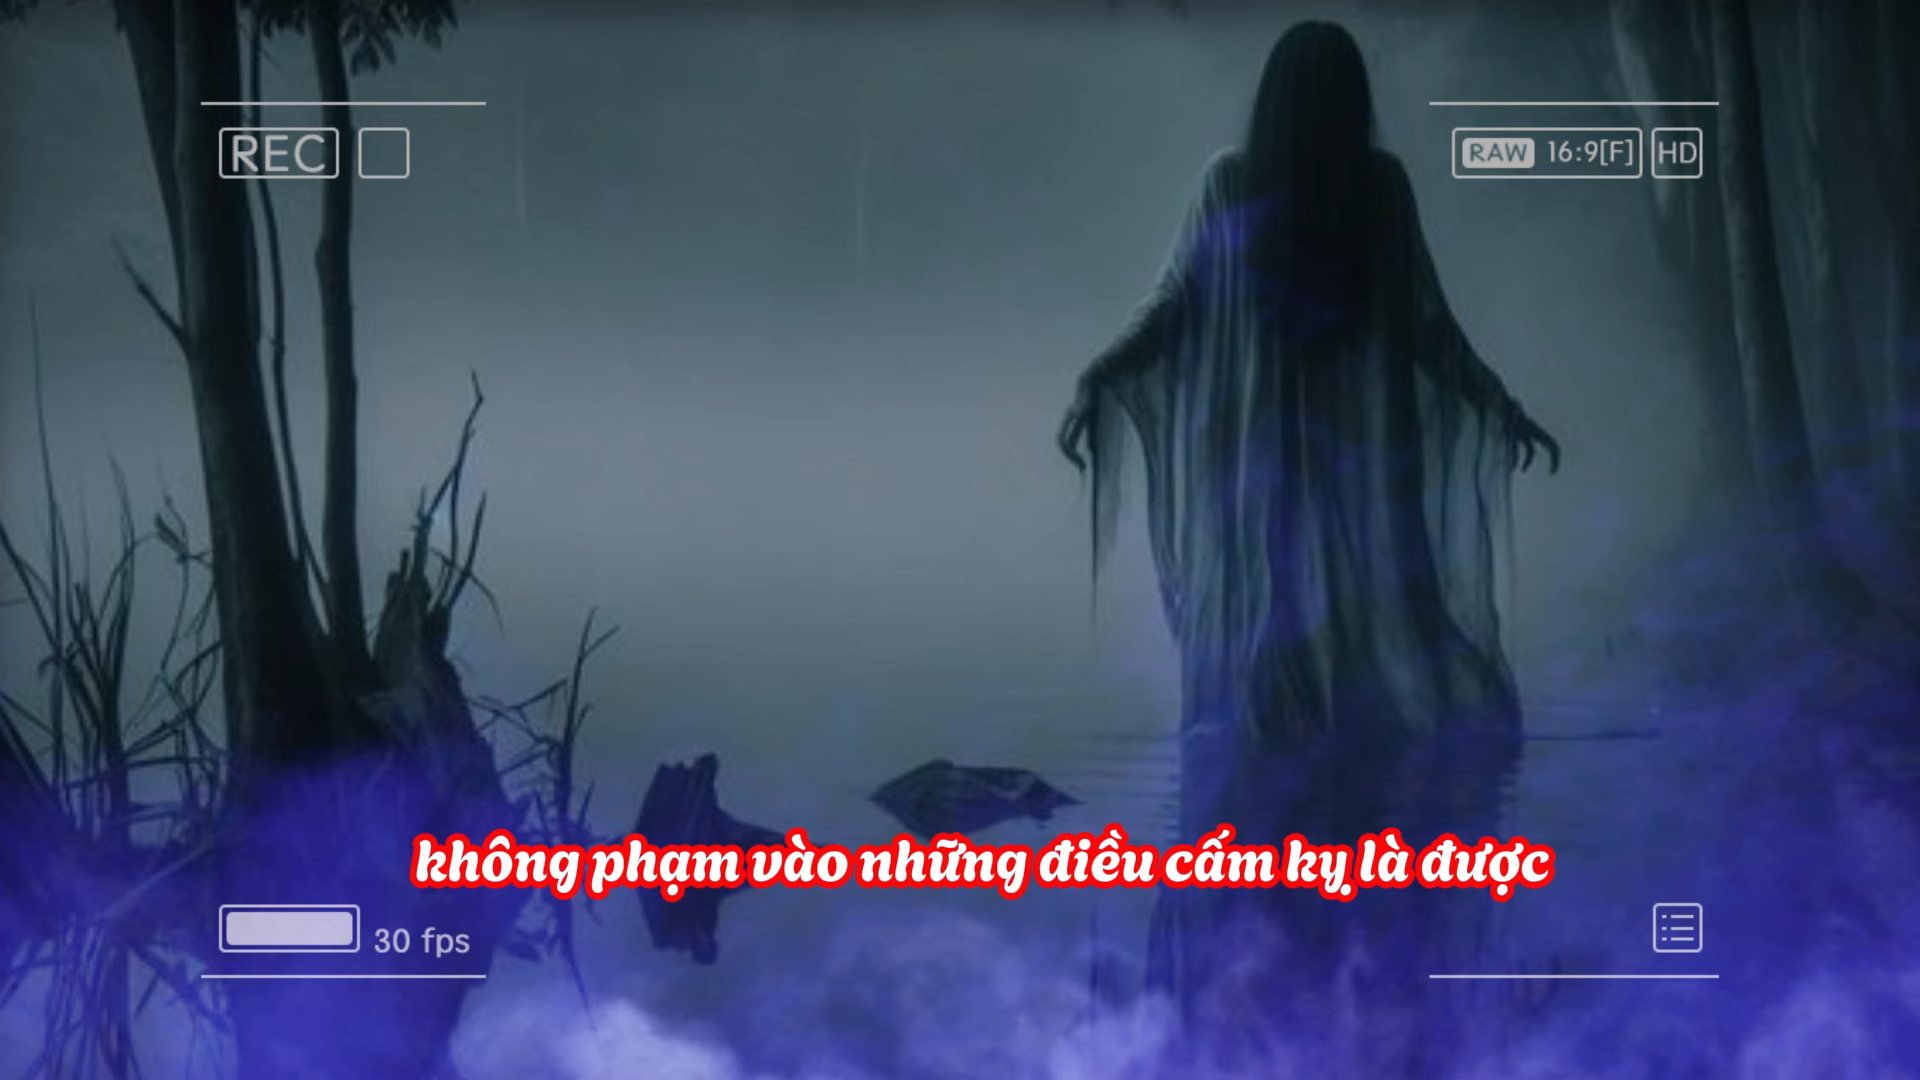 REC
RAW 16:9[F] HD
không phạm vào những điều cấm kỵ là được
30 fps